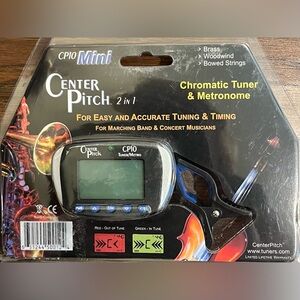 CP10 Mini
› Brass
› Woodwind
› Bowed Strings
CENTER
PITCH 2 in 1
Chromatic Tuner
& Metronome
FOR EASY AND ACCURATE TUNING & TIMING
FOR MARCHING BAND & CONCERT MUSICIANS
CENTER
PITCH
CP10
TUNER/METRO
RED - OUT OF TUNE
GREEN - IN TUNE
CenterPitch™
www.tuners.com
LIMITED LIFETIME WARRANTY